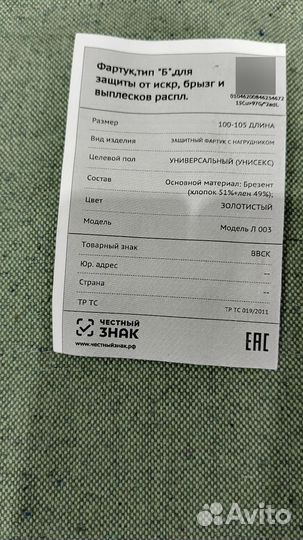 Фартук,тип "Б",для
защиты от искр, брызг и
выплесков распл.
Размер 100-105 ДЛИНА
Вид изделия ЗАЩИТНЫЙ ФАРТУК С НАГРУДНИКОМ
Целевой пол УНИВЕРСАЛЬНЫЙ (УНИСЕКС)
Состав Основной материал: Брезент
(хлопок 51%+лен 49%);
Цвет ЗОЛОТИСТЫЙ
Модель Модель Л 003
Товарный знак ВВСК
Юр. адрес --
Страна --
ТР ТС ТР ТС 019/2011
ЧЕСТНЫЙ
ЗНАК
www.честныйзнак.рф
EAC
Avito